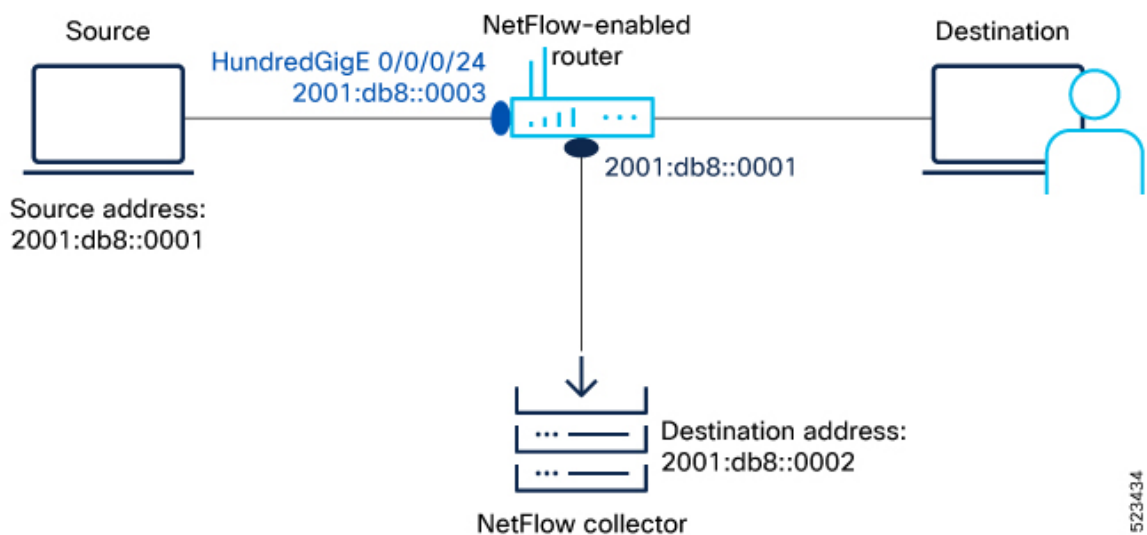 Source
NetFlow-enabled
router
Destination
HundredGigE 0/0/0/24
2001:db8::0003
2001:db8::0001
Source address:
2001:db8::0001
Destination address:
2001:db8::0002
NetFlow collector
523434